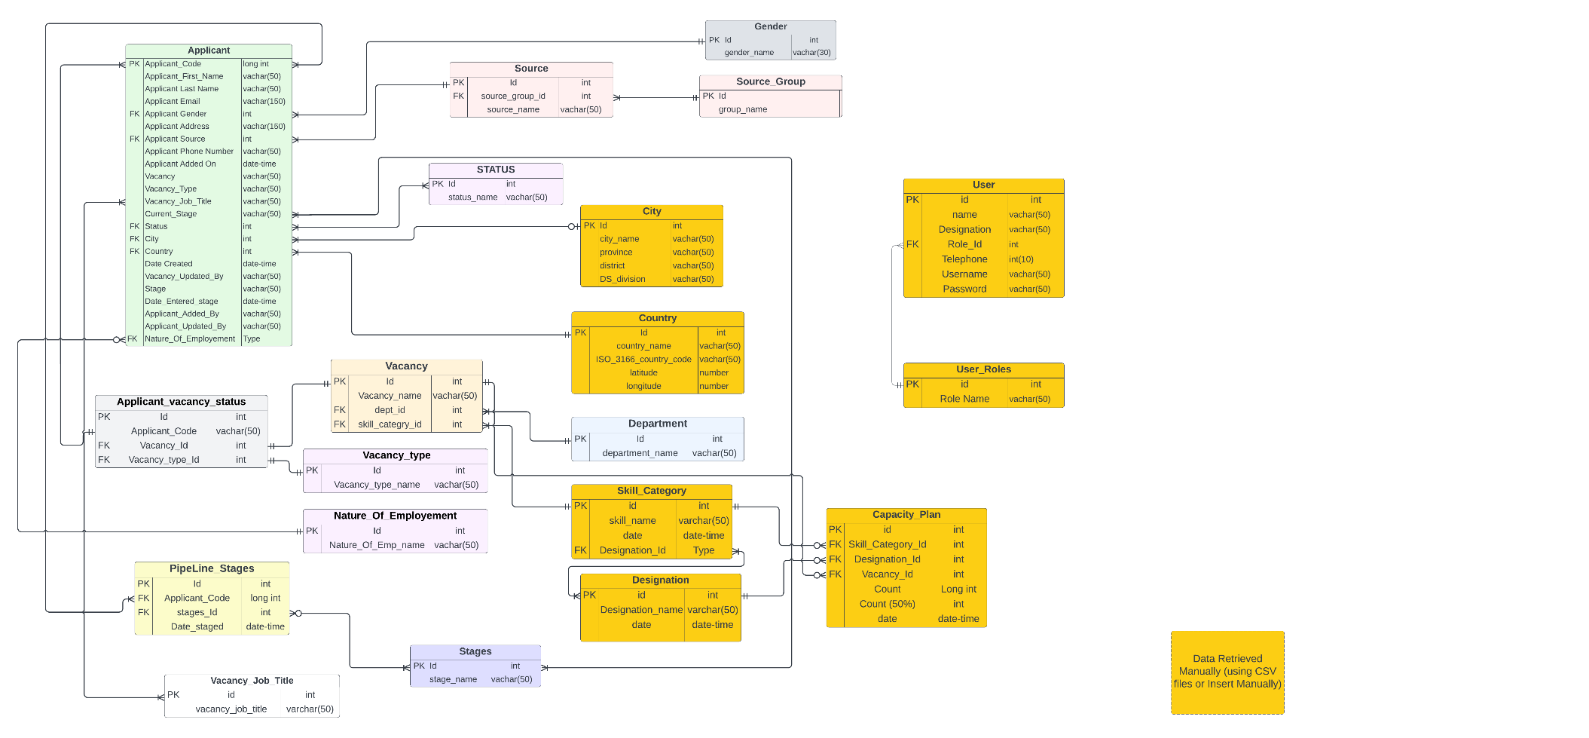 Applicant
PK Applicant_Code long int
Applicant_First_Name vachar(50)
Applicant Last Name vachar(50)
Applicant Email vachar(150)
FK Applicant Gender int
Applicant Address vachar(160)
FK Applicant Source int
Applicant Phone Number vachar(50)
Applicant Added On date-time
Vacancy vachar(50)
Vacancy_Type vachar(50)
Vacancy_Job_Title vachar(50)
Current_Stage vachar(50)
FK Status int
FK City int
FK Country int
Date Created date-time
Vacancy_Updated_By vachar(50)
Stage vachar(50)
Date_Entered_stage date-time
Applicant_Added_By vachar(50)
Applicant_Updated_By vachar(50)
FK Nature_Of_Employement Type
Gender
PK Id int
gender_name vachar(30)
Source
PK Id int
FK source_group_id int
source_name vachar(50)
Source_Group
PK Id
group_name
STATUS
PK Id int
status_name vachar(50)
City
PK Id int
city_name vachar(50)
province vachar(50)
district vachar(50)
DS_division vachar(50)
User
PK id int
name vachar(50)
Designation vachar(50)
FK Role_Id int
Telephone int(10)
Username vachar(50)
Password vachar(50)
Country
PK Id int
country_name vachar(50)
ISO_3166_country_code vachar(50)
latitude number
longitude number
Vacancy
PK Id int
Vacancy_name vachar(50)
FK dept_id int
FK skill_categry_id int
User_Roles
PK id int
Role Name vachar(50)
Applicant_vacancy_status
PK Id int
Applicant_Code vachar(50)
FK Vacancy_Id int
FK Vacancy_type_Id int
Department
PK Id int
department_name vachar(50)
Vacancy_type
PK Id int
Vacancy_type_name vachar(50)
Skill_Category
PK id int
skill_name varchar(50)
date date-time
FK Designation_Id Type
Nature_Of_Employement
PK Id int
Nature_Of_Emp_name vachar(50)
Capacity_Plan
PK id int
FK Skill_Category_Id int
FK Designation_Id int
FK Vacancy_Id int
Count Long int
Count (50%) int
date date-time
PipeLine_Stages
PK Id int
FK Applicant_Code long int
FK stages_Id int
Date_staged date-time
Designation
PK id int
Designation_name varchar(50)
date date-time
Stages
PK Id int
stage_name vachar(50)
Vacancy_Job_Title
PK id int
vacancy_job_title varchar(50)
Data Retrieved
Manually (using CSV
files or Insert Manually)